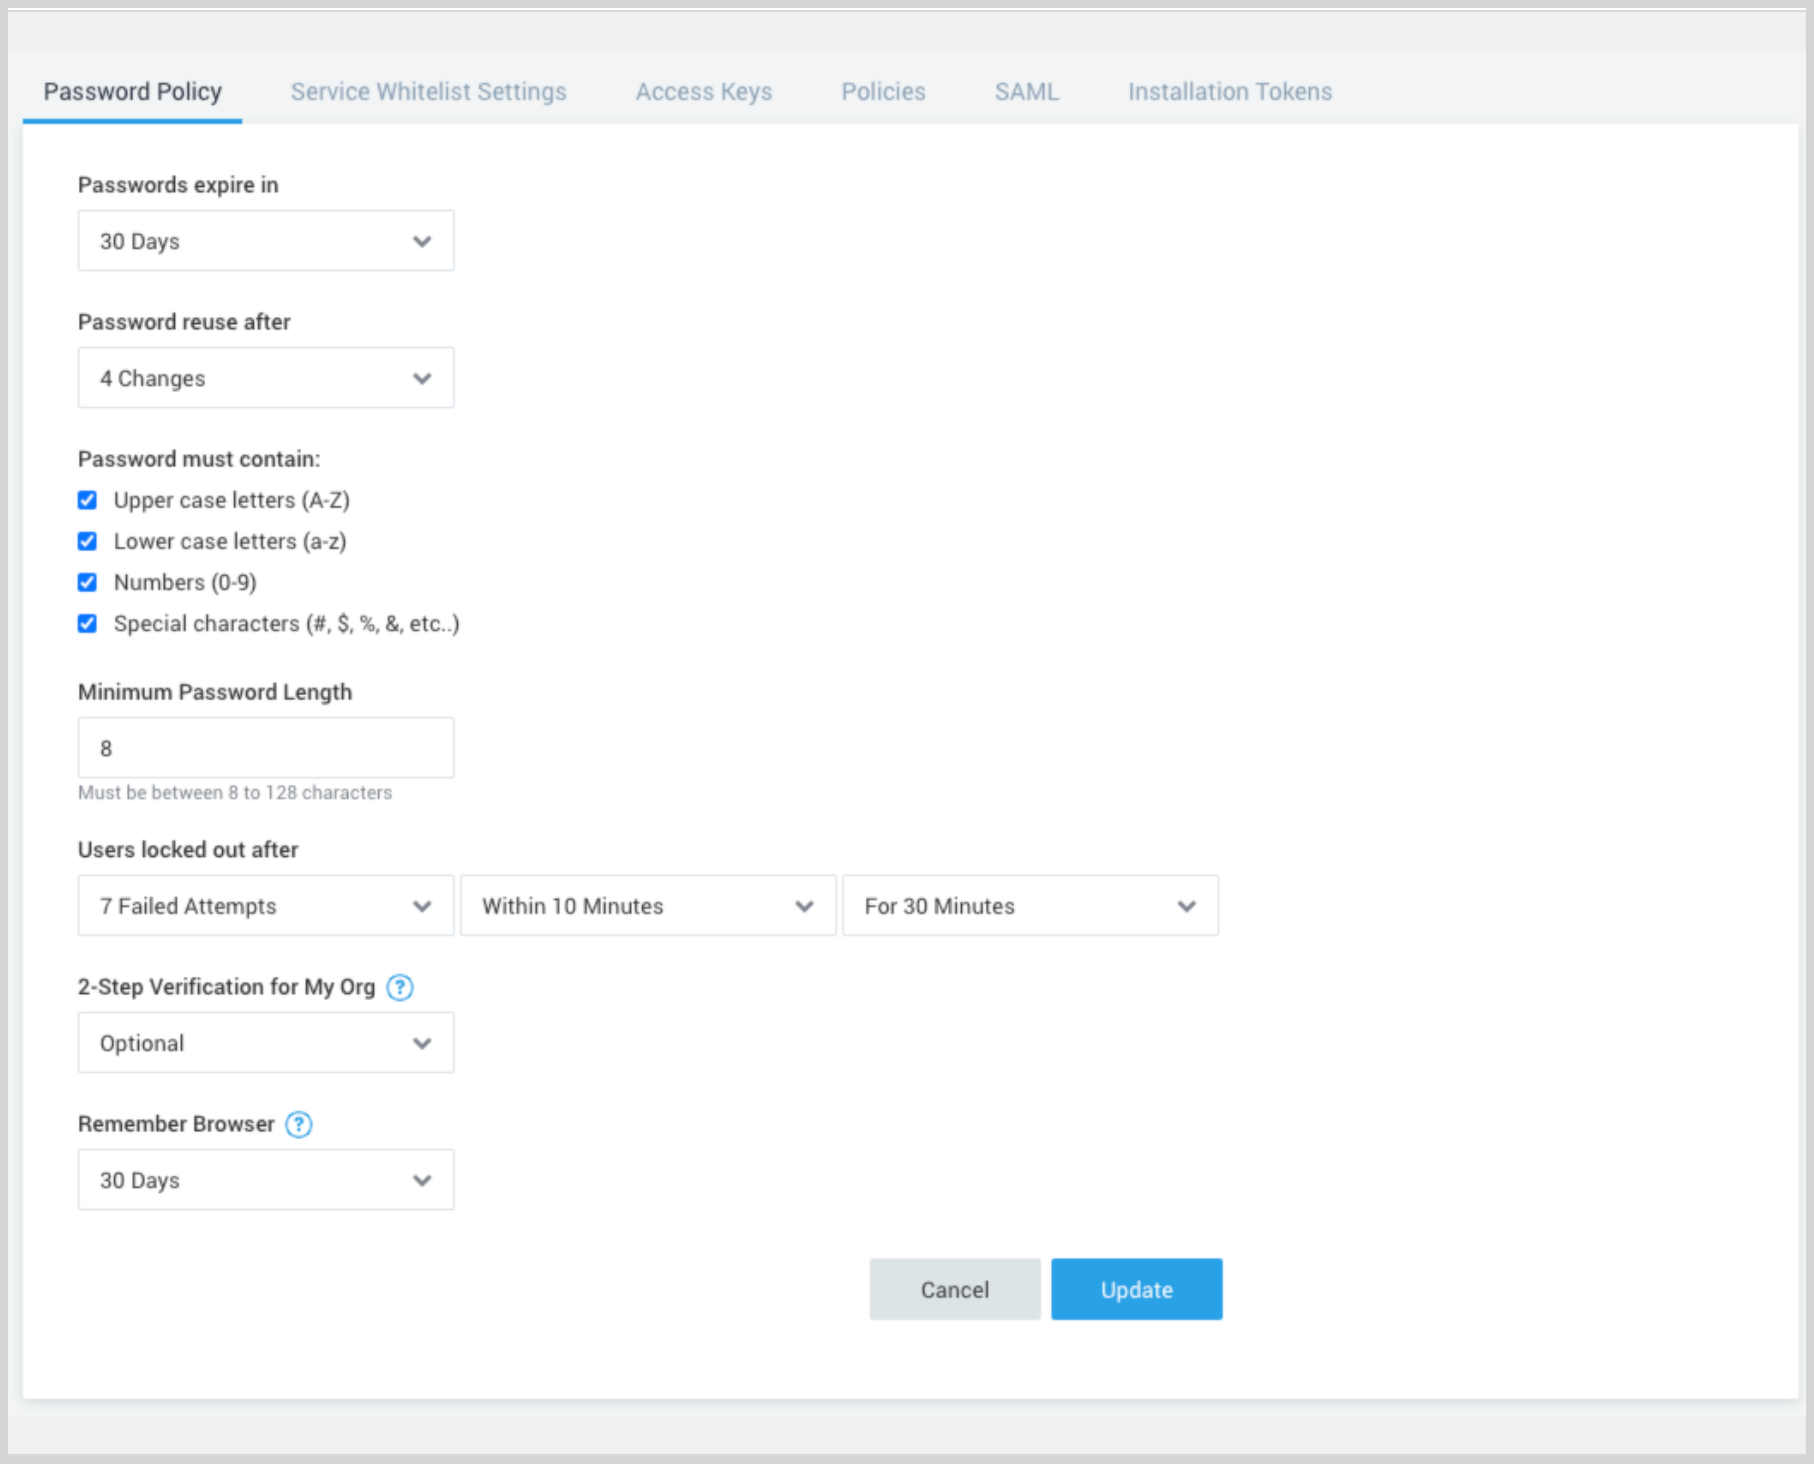 Password Policy Service Whitelist Settings Access Keys Policies SAML Installation Tokens
Passwords expire in
30 Days
Password reuse after
4 Changes
Password must contain:
Upper case letters (A-Z)
Lower case letters (a-z)
Numbers (0-9)
Special characters (#, $, %, &, etc..)
Minimum Password Length
8
Must be between 8 to 128 characters
Users locked out after
7 Failed Attempts Within 10 Minutes For 30 Minutes
2-Step Verification for My Org ?
Optional
Remember Browser ?
30 Days
Cancel Update